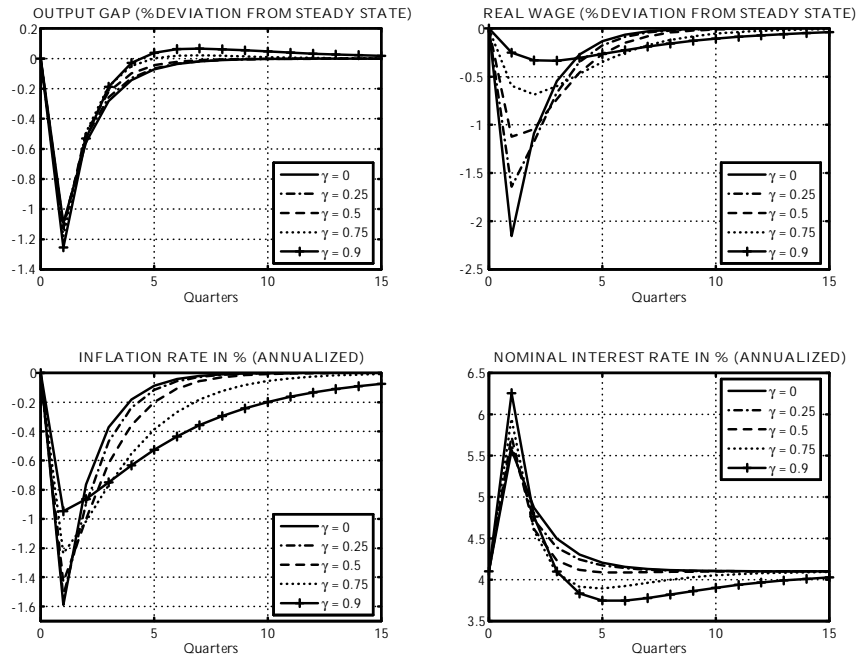 OUTPUT GAP (% DEVIATION FROM STEADY STATE)
0.2
0
-0.2
-0.4
-0.6
-0.8
-1
-1.2
-1.4
0 5 10 15
Quarters
γ = 0
γ = 0.25
γ = 0.5
γ = 0.75
γ = 0.9
REAL WAGE (% DEVIATION FROM STEADY STATE)
0
-0.5
-1
-1.5
-2
-2.5
0 5 10 15
Quarters
γ = 0
γ = 0.25
γ = 0.5
γ = 0.75
γ = 0.9
INFLATION RATE IN % (ANNUALIZED)
0
-0.2
-0.4
-0.6
-0.8
-1
-1.2
-1.4
-1.6
0 5 10 15
Quarters
γ = 0
γ = 0.25
γ = 0.5
γ = 0.75
γ = 0.9
NOMINAL INTEREST RATE IN % (ANNUALIZED)
6.5
6
5.5
5
4.5
4
3.5
0 5 10 15
Quarters
γ = 0
γ = 0.25
γ = 0.5
γ = 0.75
γ = 0.9